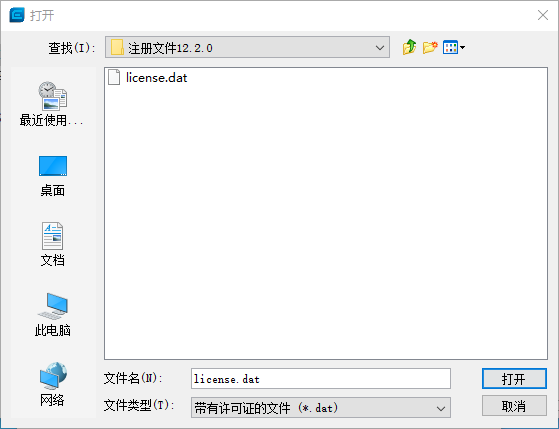 打开
查找(I):
注册文件12.2.0
license.dat
最近使用...
桌面
文档
此电脑
网络
文件名(N):
license.dat
打开
文件类型(T):
带有许可证的文件 (*.dat)
取消